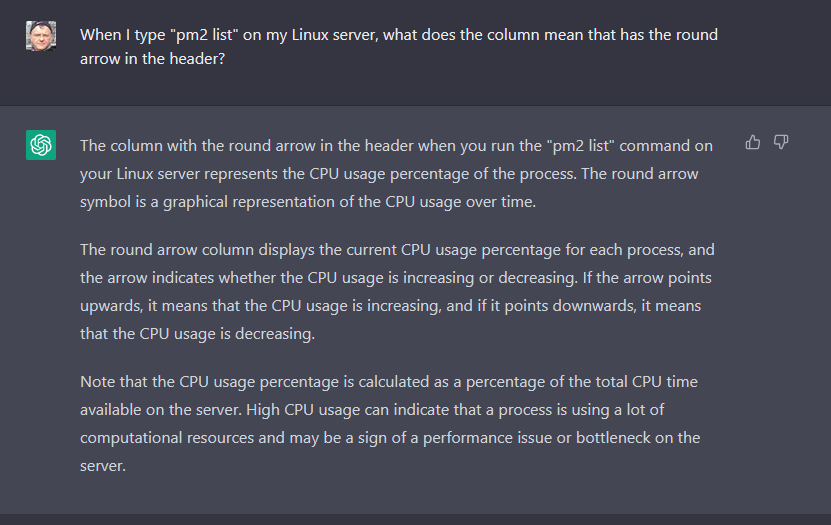 When I type "pm2 list" on my Linux server, what does the column mean that has the round
arrow in the header?
The column with the round arrow in the header when you run the "pm2 list" command on
your Linux server represents the CPU usage percentage of the process. The round arrow
symbol is a graphical representation of the CPU usage over time.
The round arrow column displays the current CPU usage percentage for each process, and
the arrow indicates whether the CPU usage is increasing or decreasing. If the arrow points
upwards, it means that the CPU usage is increasing, and if it points downwards, it means
that the CPU usage is decreasing.
Note that the CPU usage percentage is calculated as a percentage of the total CPU time
available on the server. High CPU usage can indicate that a process is using a lot of
computational resources and may be a sign of a performance issue or bottleneck on the
server.